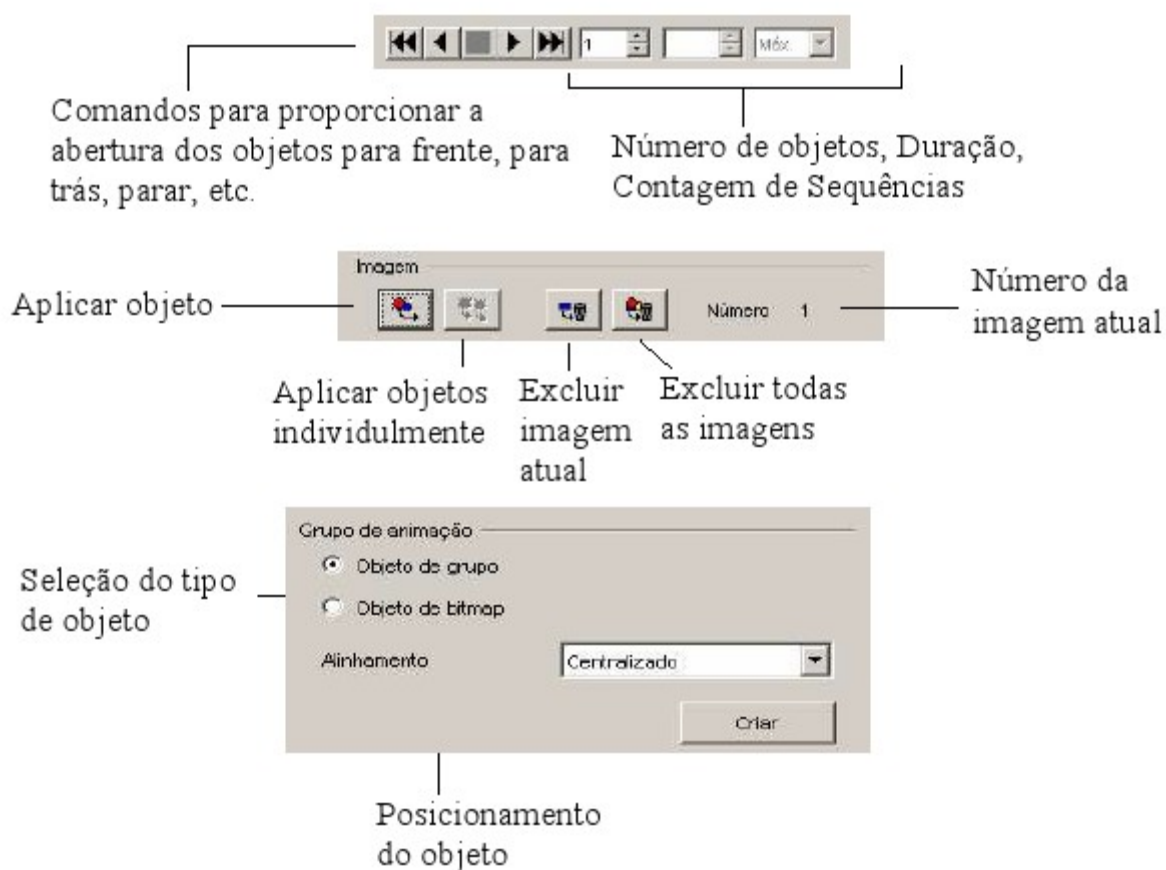 1 Máx.
Comandos para proporcionar a
abertura dos objetos para frente, para
trás, parar, etc.
Número de objetos, Duração,
Contagem de Sequências
Imagem
Aplicar objeto
Número 1
Número da
imagem atual
Aplicar objetos
individulmente
Excluir
imagem
atual
Excluir todas
as imagens
Grupo de animação
Objeto de grupo
Objeto de bitmap
Seleção do tipo
de objeto
Alinhamento
Centralizado
Criar
Posicionamento
do objeto